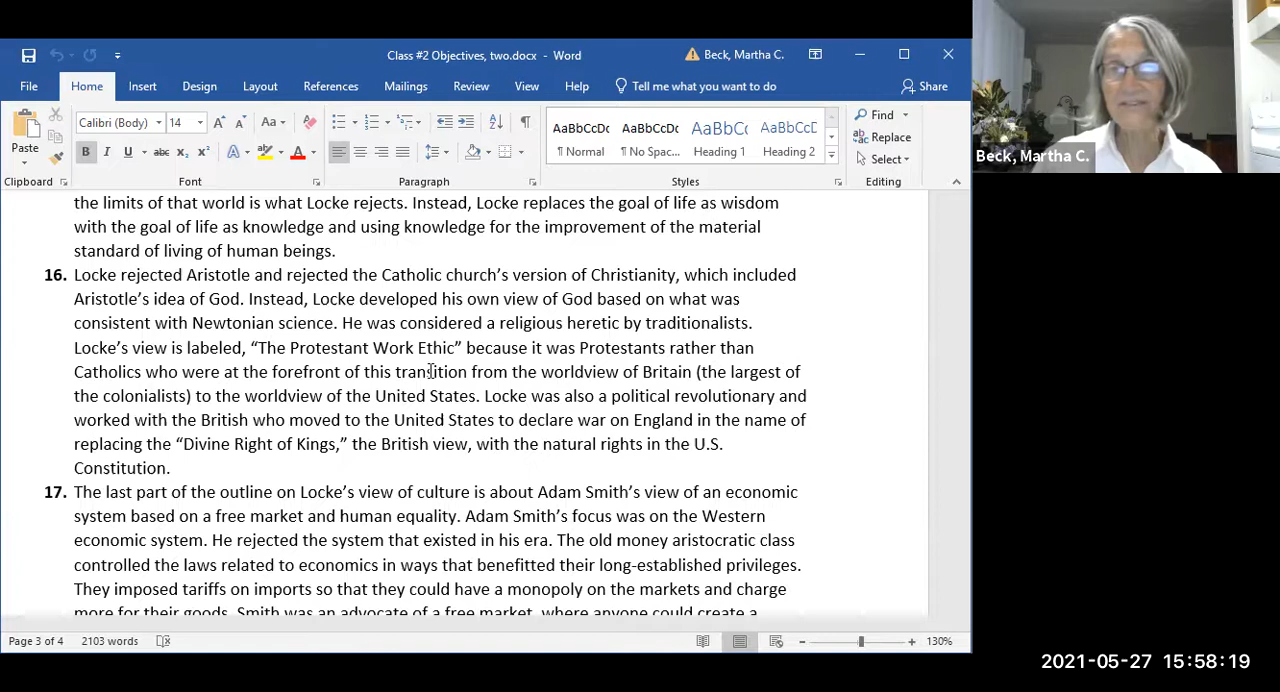 Class #2 Objectives, two.docx - Word
Beck, Martha C.
File Home Insert Design Layout References Mailings Review View Help Tell me what you want to do Share
Paste
Calibri (Body) 14
Find
Replace
Select
AaBbCcDc AaBbCcDc AaBbCc AaBbCcD
¶ Normal ¶ No Spac... Heading 1 Heading 2
Clipboard Font Paragraph Styles Editing
Beck, Martha C.
the limits of that world is what Locke rejects. Instead, Locke replaces the goal of life as wisdom
with the goal of life as knowledge and using knowledge for the improvement of the material
standard of living of human beings.
16. Locke rejected Aristotle and rejected the Catholic church's version of Christianity, which included
Aristotle's idea of God. Instead, Locke developed his own view of God based on what was
consistent with Newtonian science. He was considered a religious heretic by traditionalists.
Locke's view is labeled, “The Protestant Work Ethic” because it was Protestants rather than
Catholics who were at the forefront of this transition from the worldview of Britain (the largest of
the colonialists) to the worldview of the United States. Locke was also a political revolutionary and
worked with the British who moved to the United States to declare war on England in the name of
replacing the “Divine Right of Kings,” the British view, with the natural rights in the U.S.
Constitution.
17. The last part of the outline on Locke's view of culture is about Adam Smith's view of an economic
system based on a free market and human equality. Adam Smith's focus was on the Western
economic system. He rejected the system that existed in his era. The old money aristocratic class
controlled the laws related to economics in ways that benefitted their long-established privileges.
They imposed tariffs on imports so that they could have a monopoly on the markets and charge
more for their goods. Smith was an advocate of a free market, where anyone could create a
Page 3 of 4 2103 words 130%
2021-05-27 15:58:19